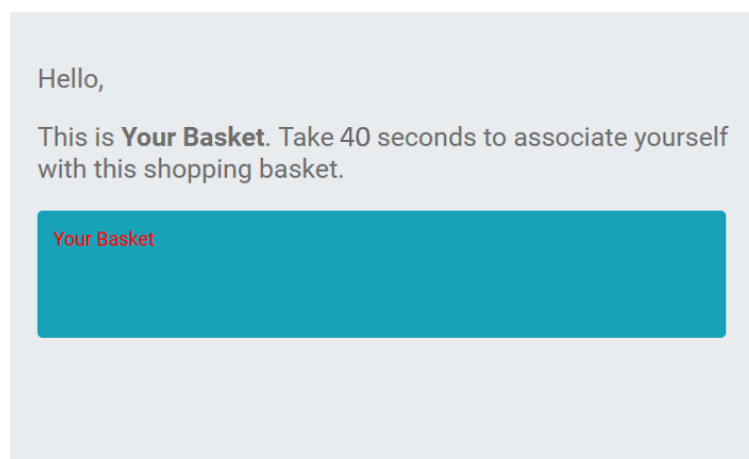 Hello,
This is Your Basket. Take 40 seconds to associate yourself
with this shopping basket.
Your Basket